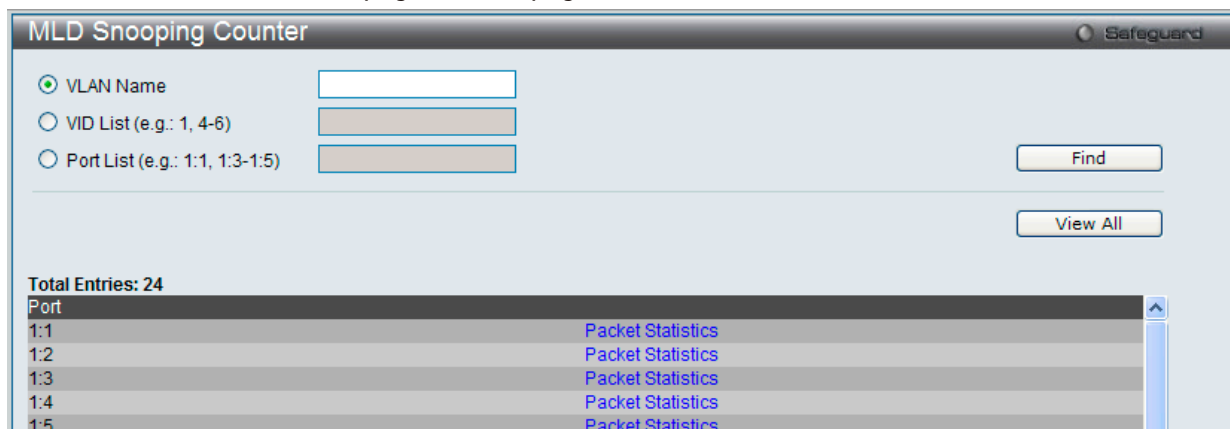 MLD Snooping Counter
Safeguard
VLAN Name
VID List (e.g.: 1, 4-6)
Port List (e.g.: 1:1, 1:3-1:5)
Find
View All
Total Entries: 24
Port
1:1 Packet Statistics
1:2 Packet Statistics
1:3 Packet Statistics
1:4 Packet Statistics
1:5 Packet Statistics